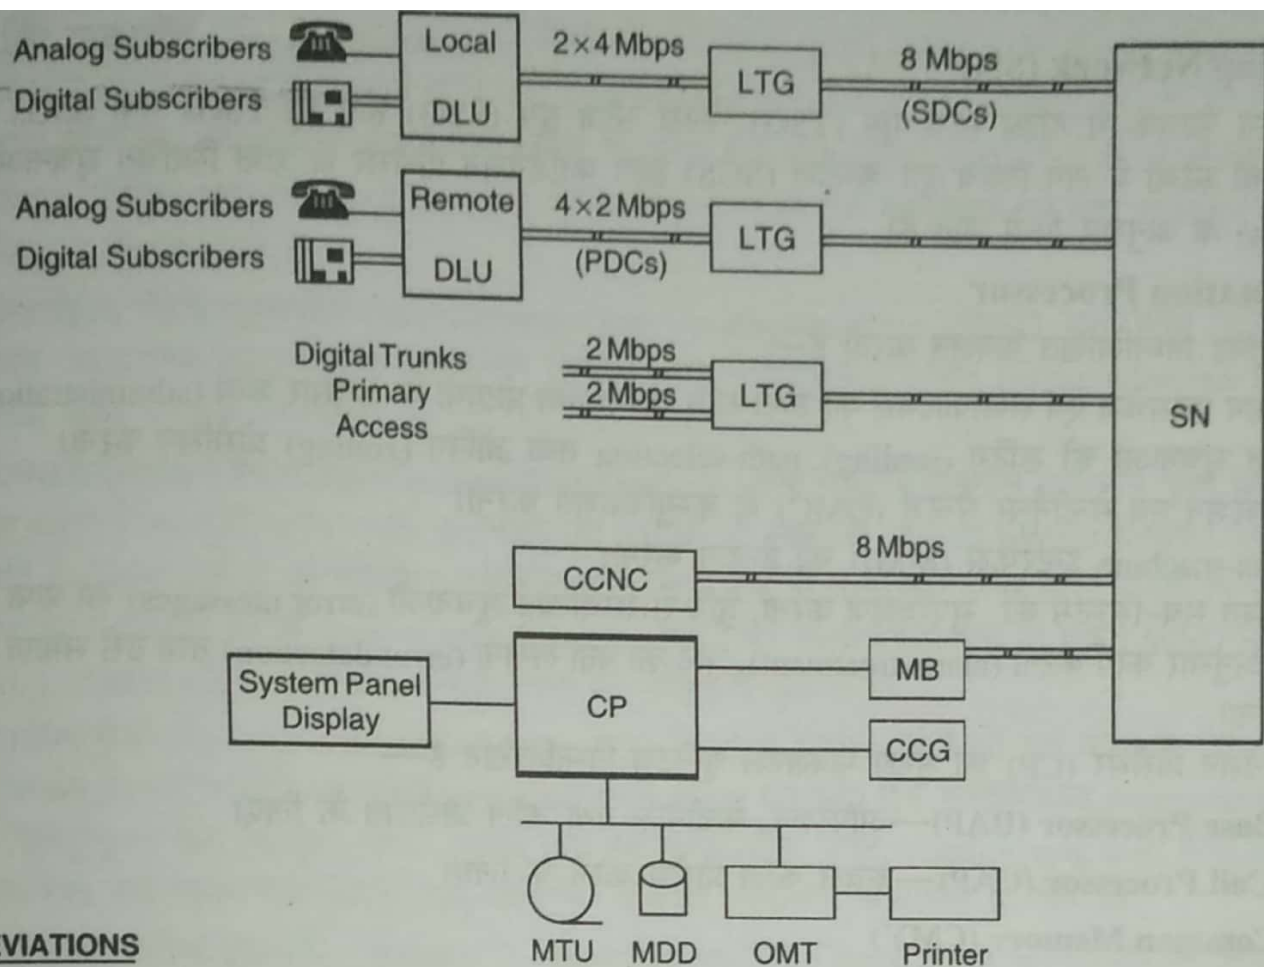 Analog Subscribers
Digital Subscribers
Local
DLU
2×4 Mbps
LTG
8 Mbps
(SDCs)
Analog Subscribers
Digital Subscribers
Remote
DLU
4×2 Mbps
(PDCs)
LTG
Digital Trunks
Primary
Access
2 Mbps
2 Mbps
LTG
SN
CCNC
8 Mbps
System Panel
Display
CP
MB
CCG
MTU
MDD
OMT
Printer
EVIATIONS